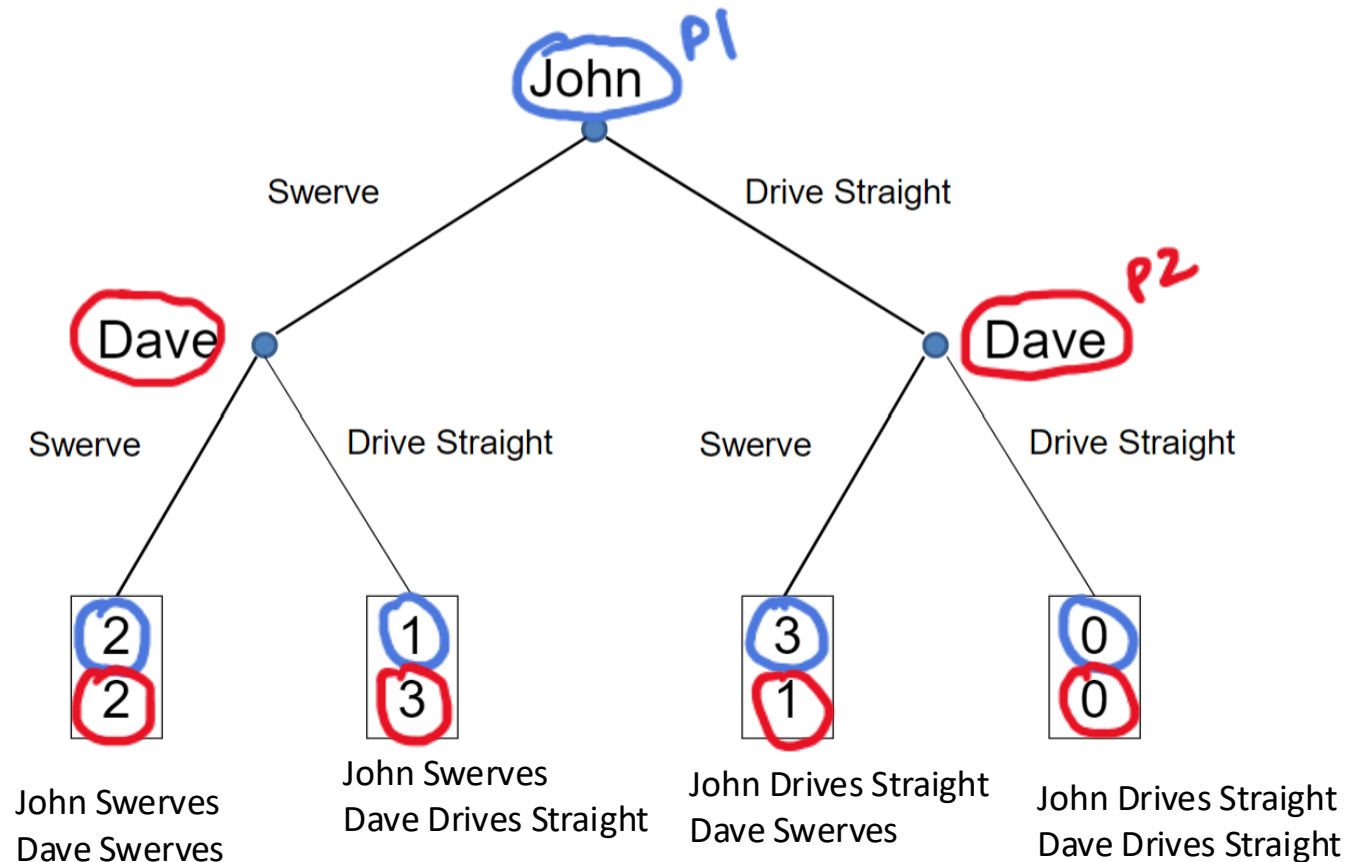 John P1
Swerve Drive Straight
Dave Dave P2
Swerve Drive Straight Swerve Drive Straight
2 1 3 0
2 3 1 0
John Swerves
Dave Swerves
John Swerves
Dave Drives Straight
John Drives Straight
Dave Swerves
John Drives Straight
Dave Drives Straight